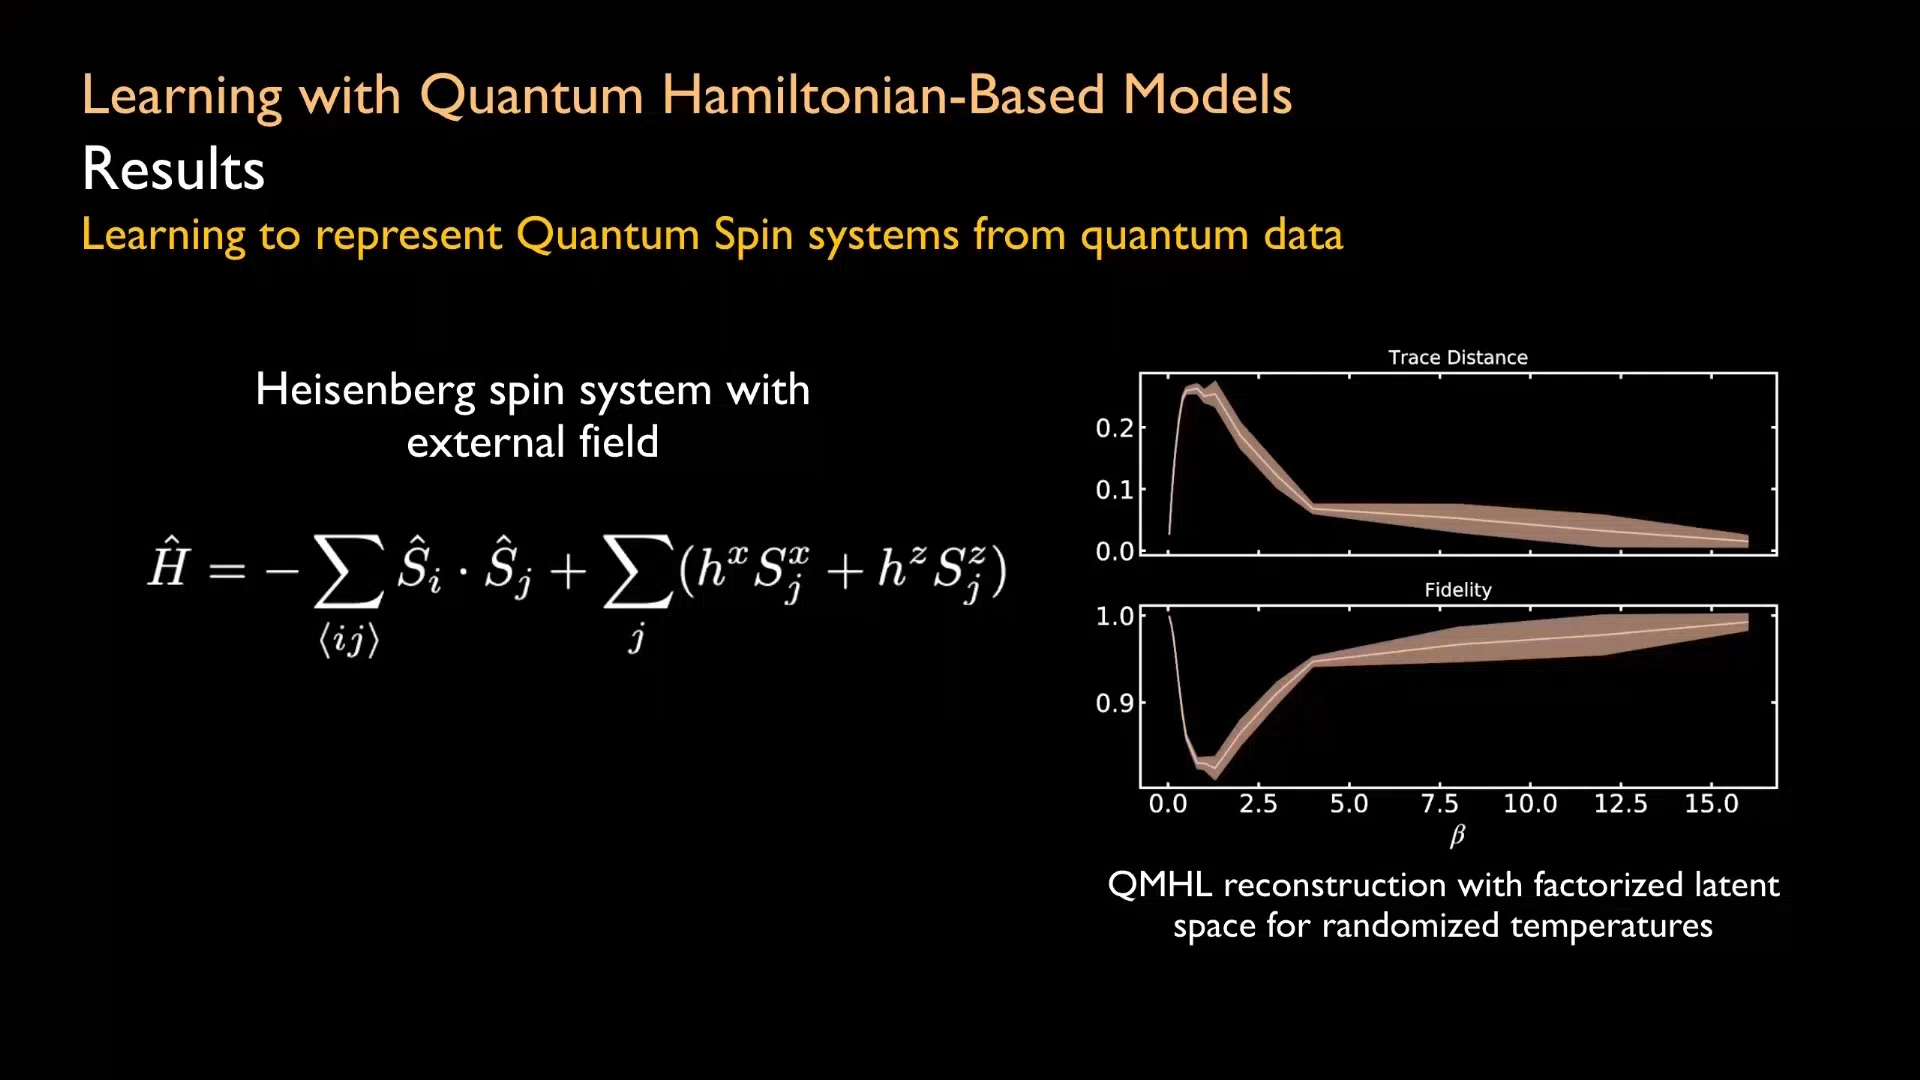 Learning with Quantum Hamiltonian-Based Models
Results
Learning to represent Quantum Spin systems from quantum data
Heisenberg spin system with
external field
Ĥ = − ∑⟨ij⟩ Ŝᵢ · Ŝⱼ + ∑ⱼ (hˣSⱼˣ + hᶻSⱼᶻ)
Trace Distance
0.2
0.1
0.0
Fidelity
1.0
0.9
0.0 2.5 5.0 7.5 10.0 12.5 15.0
β
QMHL reconstruction with factorized latent
space for randomized temperatures